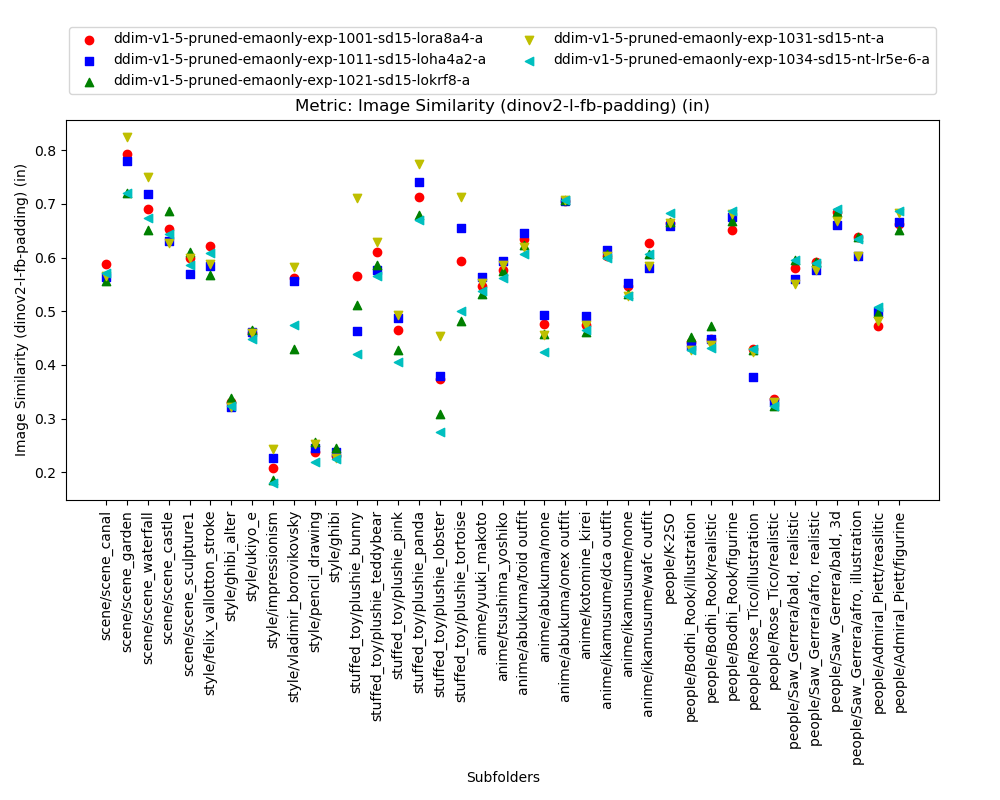 ddim-v1-5-pruned-emaonly-exp-1001-sd15-lora8a4-a
ddim-v1-5-pruned-emaonly-exp-1011-sd15-loha4a2-a
ddim-v1-5-pruned-emaonly-exp-1021-sd15-lokrf8-a
ddim-v1-5-pruned-emaonly-exp-1031-sd15-nt-a
ddim-v1-5-pruned-emaonly-exp-1034-sd15-nt-lr5e-6-a
Metric: Image Similarity (dinov2-l-fb-padding) (in)
Image Similarity (dinov2-l-fb-padding) (in)
0.8
0.7
0.6
0.5
0.4
0.3
0.2
scene/scene_canal
scene/scene_garden
scene/scene_waterfall
scene/scene_castle
scene/scene_sculpture1
style/felix_vallotton_stroke
style/ghibi_alter
style/ukiyo_e
style/impressionism
style/vladimir_borovikovsky
style/pencil_drawing
style/ghibi
stuffed_toy/plushie_bunny
stuffed_toy/plushie_teddybear
stuffed_toy/plushie_pink
stuffed_toy/plushie_panda
stuffed_toy/plushie_lobster
stuffed_toy/plushie_tortoise
anime/yuuki_makoto
anime/tsushima_yoshiko
anime/abukuma/toid outfit
anime/abukuma/none
anime/abukuma/onex outfit
anime/kotomine_kirei
anime/ikamusume/dca outfit
anime/ikamusume/none
anime/ikamusume/wafc outfit
people/K-2SO
people/Bodhi_Rook/illustration
people/Bodhi_Rook/realistic
people/Bodhi_Rook/figurine
people/Rose_Tico/illustration
people/Rose_Tico/realistic
people/Saw_Gerrera/bald, realistic
people/Saw_Gerrera/afro, realistic
people/Saw_Gerrera/bald, 3d
people/Saw_Gerrera/afro, illustration
people/Admiral_Piett/reaslitic
people/Admiral_Piett/figurine
Subfolders